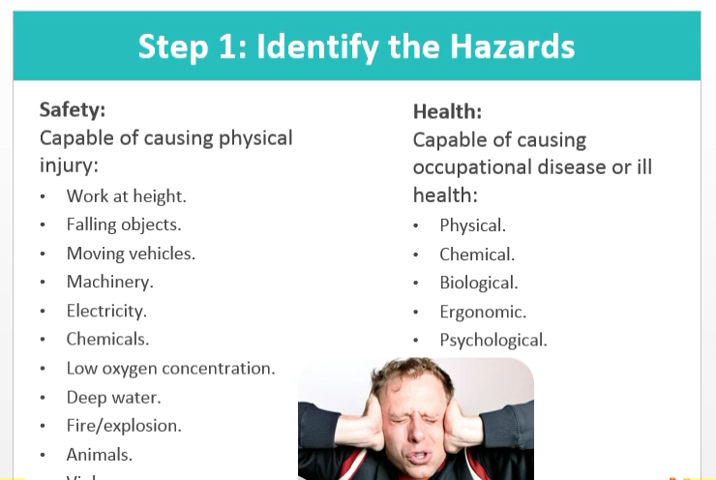 Step 1: Identify the Hazards
Safety:
Capable of causing physical
injury:
• Work at height.
• Falling objects.
• Moving vehicles.
• Machinery.
• Electricity.
• Chemicals.
• Low oxygen concentration.
• Deep water.
• Fire/explosion.
• Animals.
Health:
Capable of causing
occupational disease or ill
health:
• Physical.
• Chemical.
• Biological.
• Ergonomic.
• Psychological.